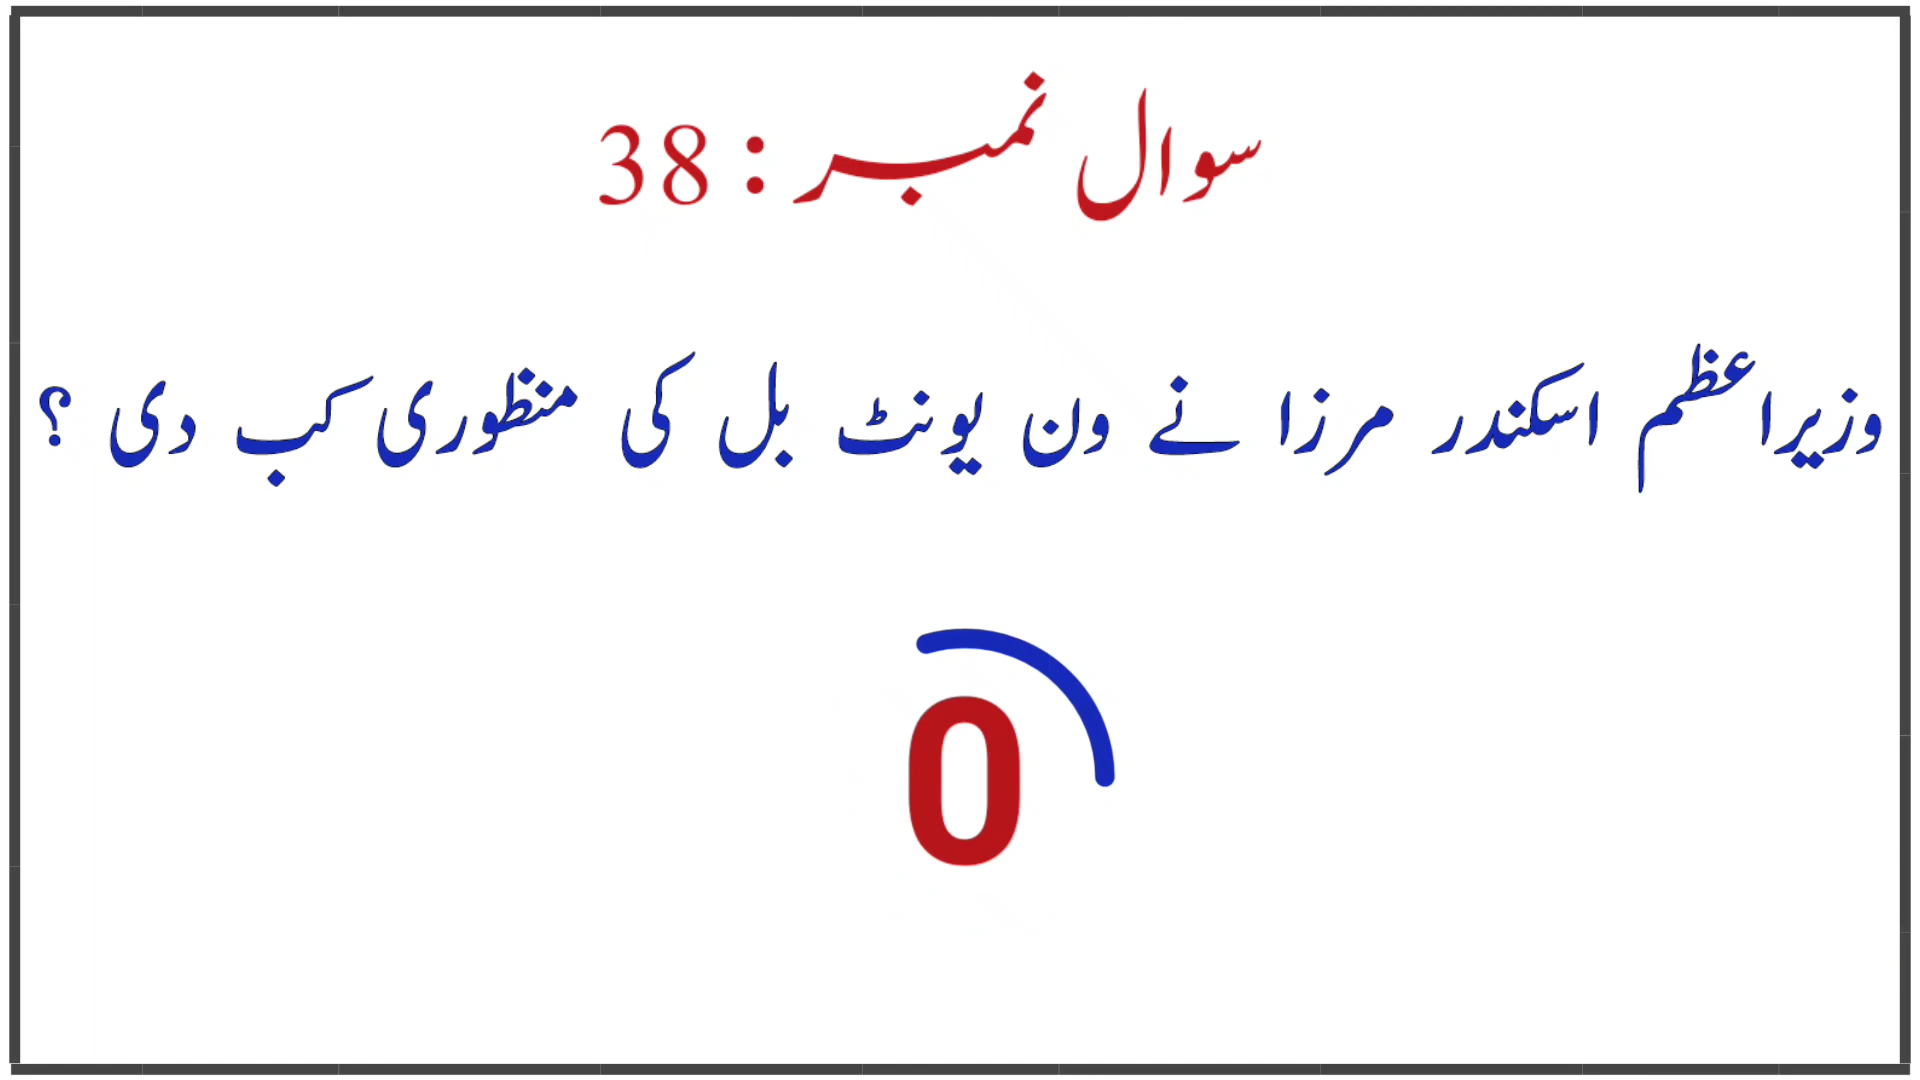 سوال نمبر : 38
وزیراعظم اسکندر مرزا نے ون یونٹ بل کی منظوری کب دی ؟
0